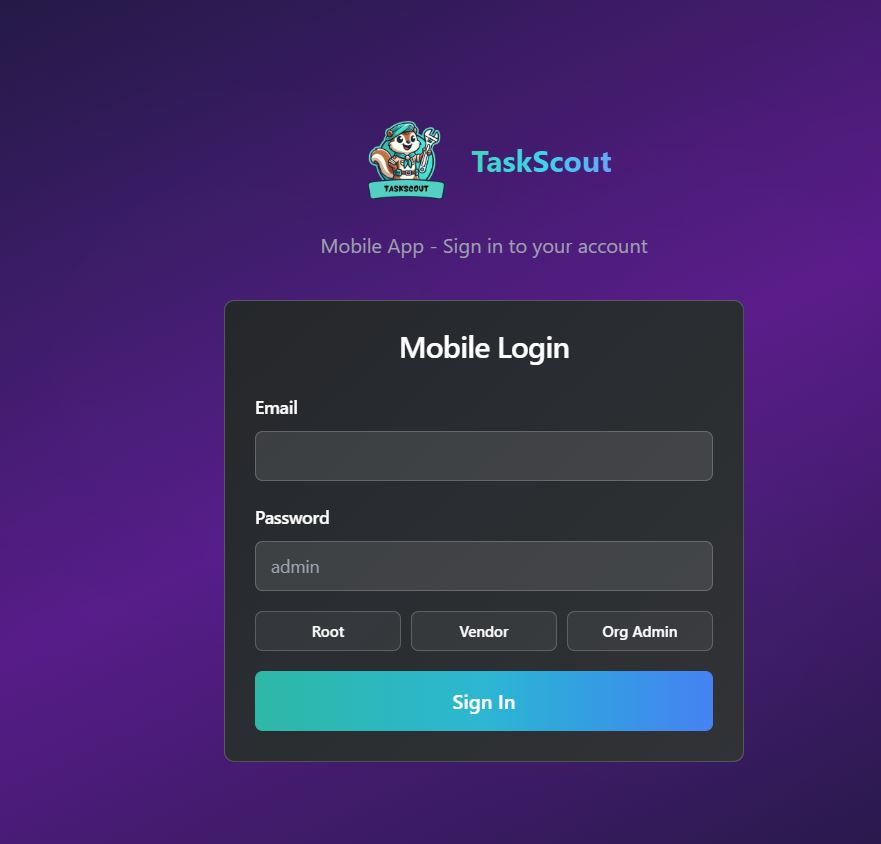 TASKSCOUT
TaskScout
Mobile App - Sign in to your account
Mobile Login
Email
Password
admin
Root
Vendor
Org Admin
Sign In